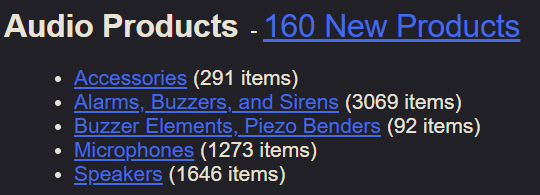 Audio Products - 160 New Products
• Accessories (291 items)
• Alarms, Buzzers, and Sirens (3069 items)
• Buzzer Elements, Piezo Benders (92 items)
• Microphones (1273 items)
• Speakers (1646 items)